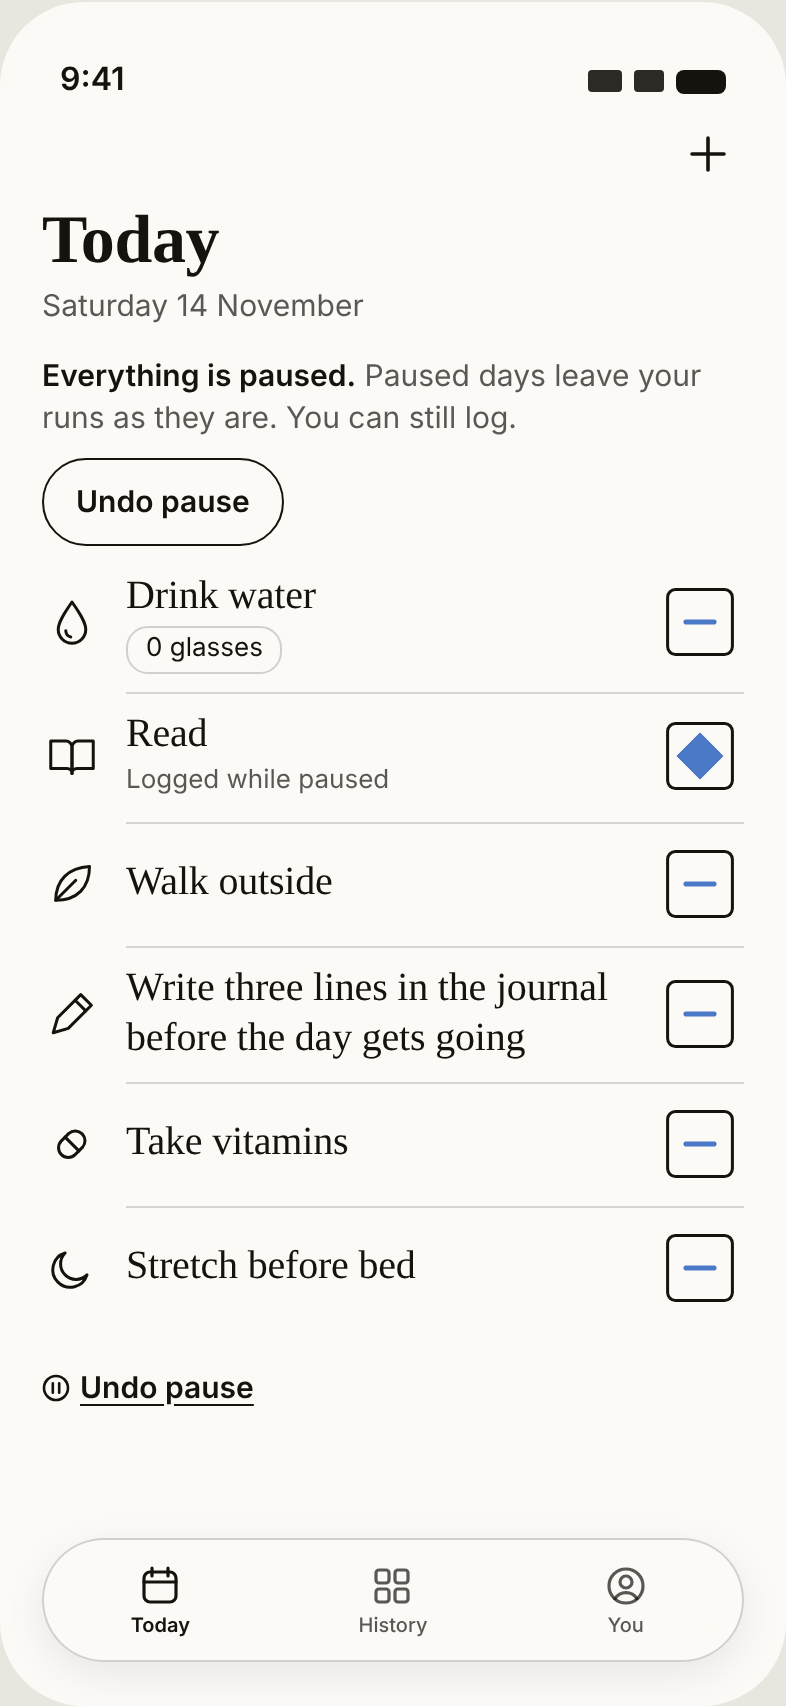 9:41
Today
Saturday 14 November
Everything is paused. Paused days leave your
runs as they are. You can still log.
Undo pause
Drink water
0 glasses
Read
Logged while paused
Walk outside
Write three lines in the journal
before the day gets going
Take vitamins
Stretch before bed
Undo pause
Today
History
You